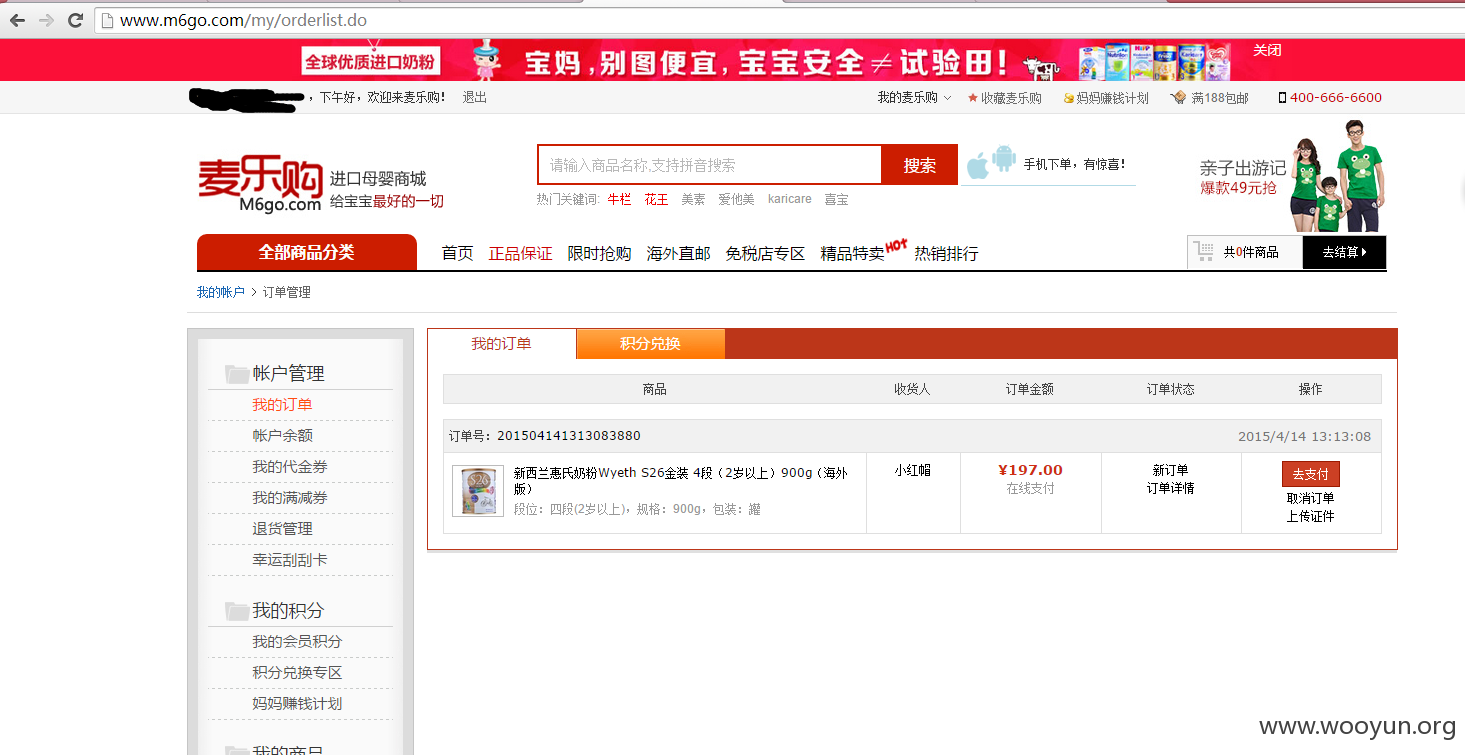 www.m6go.com/my/orderlist.do
全球优质进口奶粉 宝妈,别图便宜,宝宝安全≠试验田! 关闭
,下午好，欢迎来麦乐购! 退出 我的麦乐购 收藏麦乐购 妈妈赚钱计划 满188包邮 400-666-6600
麦乐购 M6go.com
进口母婴商城
给宝宝最好的一切
请输入商品名称,支持拼音搜索 搜索
手机下单，有惊喜!
亲子出游记
爆款49元抢
热门关键词: 牛栏 花王 美素 爱他美 karicare 喜宝
全部商品分类 首页 正品保证 限时抢购 海外直邮 免税店专区 精品特卖 HOT 热销排行 共0件商品 去结算
我的帐户 > 订单管理
帐户管理
我的订单
帐户余额
我的代金券
我的满减券
退货管理
幸运刮刮卡
我的积分
我的会员积分
积分兑换专区
妈妈赚钱计划
我的商品
我的订单 积分兑换
商品 收货人 订单金额 订单状态 操作
订单号: 201504141313083880 2015/4/14 13:13:08
S26
新西兰惠氏奶粉Wyeth S26金装 4段（2岁以上）900g（海外
版）
段位：四段(2岁以上)，规格：900g，包装：罐
小红帽
¥197.00
在线支付
新订单
订单详情
去支付
取消订单
上传证件
www.wooyun.org